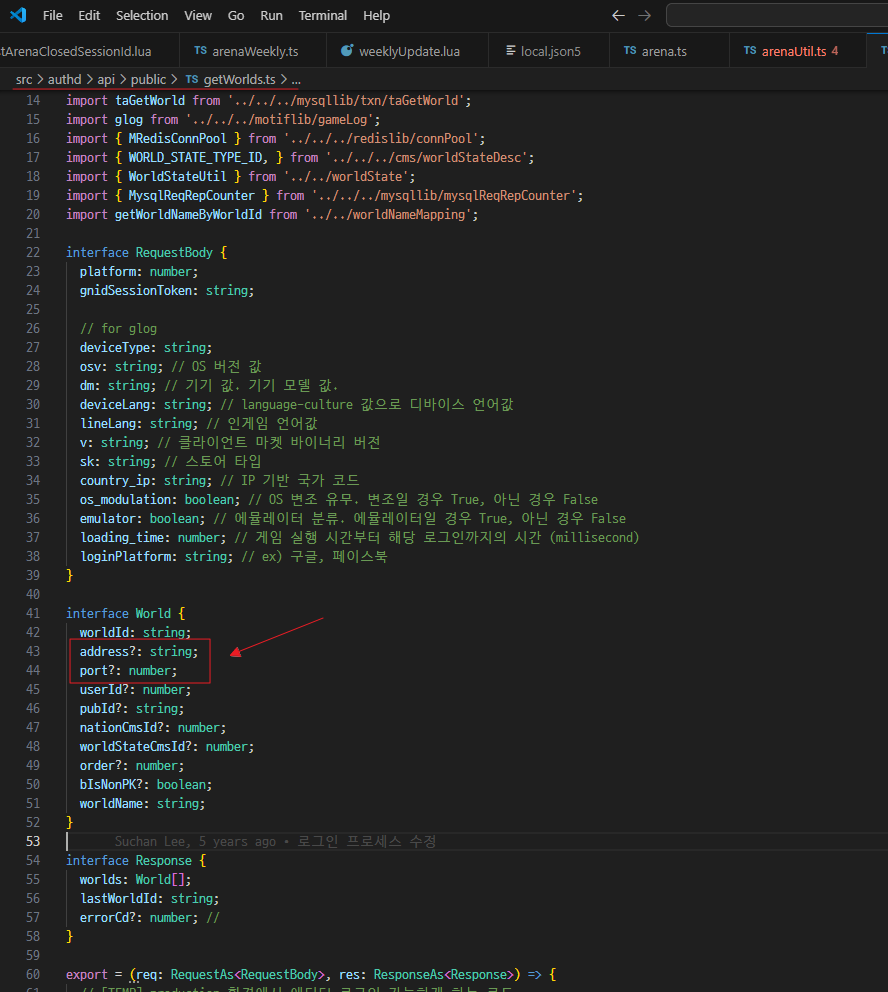 File Edit Selection View Go Run Terminal Help
tArenaClosedSessionId.lua TS arenaWeekly.ts weeklyUpdate.lua local.json5 TS arena.ts TS arenaUtil.ts 4
src > authd > api > public > TS getWorlds.ts > ...
14 import taGetWorld from '../../../mysqllib/txn/taGetWorld';
15 import glog from '../../../motiflib/gameLog';
16 import { MRedisConnPool } from '../../../redislib/connPool';
17 import { WORLD_STATE_TYPE_ID, } from '../../../cms/worldStateDesc';
18 import { WorldStateUtil } from '../../worldState';
19 import { MysqlReqRepCounter } from '../../../mysqllib/mysqlReqRepCounter';
20 import getWorldNameByWorldId from '../../worldNameMapping';
21
22 interface RequestBody {
23 platform: number;
24 gnidSessionToken: string;
25
26 // for glog
27 deviceType: string;
28 osv: string; // OS 버전 값
29 dm: string; // 기기 값. 기기 모델 값.
30 deviceLang: string; // language-culture 값으로 디바이스 언어값
31 lineLang: string; // 인게임 언어값
32 v: string; // 클라이언트 마켓 바이너리 버전
33 sk: string; // 스토어 타입
34 country_ip: string; // IP 기반 국가 코드
35 os_modulation: boolean; // OS 변조 유무. 변조일 경우 True, 아닌 경우 False
36 emulator: boolean; // 에뮬레이터 분류. 에뮬레이터일 경우 True, 아닌 경우 False
37 loading_time: number; // 게임 실행 시간부터 해당 로그인까지의 시간 (millisecond)
38 loginPlatform: string; // ex) 구글, 페이스북
39 }
40
41 interface World {
42 worldId: string;
43 address?: string;
44 port?: number;
45 userId?: number;
46 pubId?: string;
47 nationCmsId?: number;
48 worldStateCmsId?: number;
49 order?: number;
50 bIsNonPK?: boolean;
51 worldName: string;
52 }
53 Suchan Lee, 5 years ago • 로그인 프로세스 수정
54 interface Response {
55 worlds: World[];
56 lastWorldId: string;
57 errorCd?: number; //
58 }
59
60 export = (req: RequestAs<RequestBody>, res: ResponseAs<Response>) => {